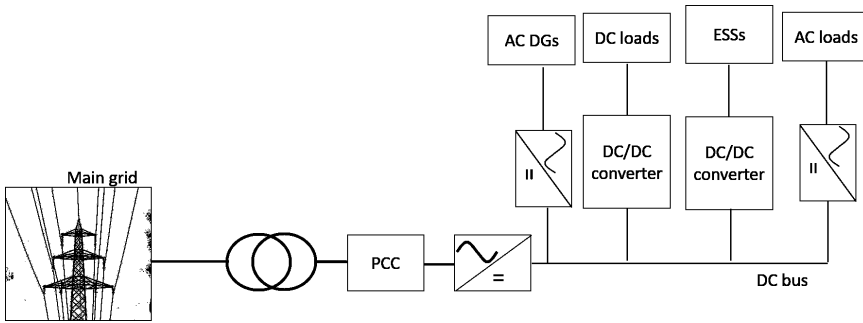 AC DGs
DC loads
ESSs
AC loads
DC/DC
converter
DC/DC
converter
Main grid
PCC
DC bus